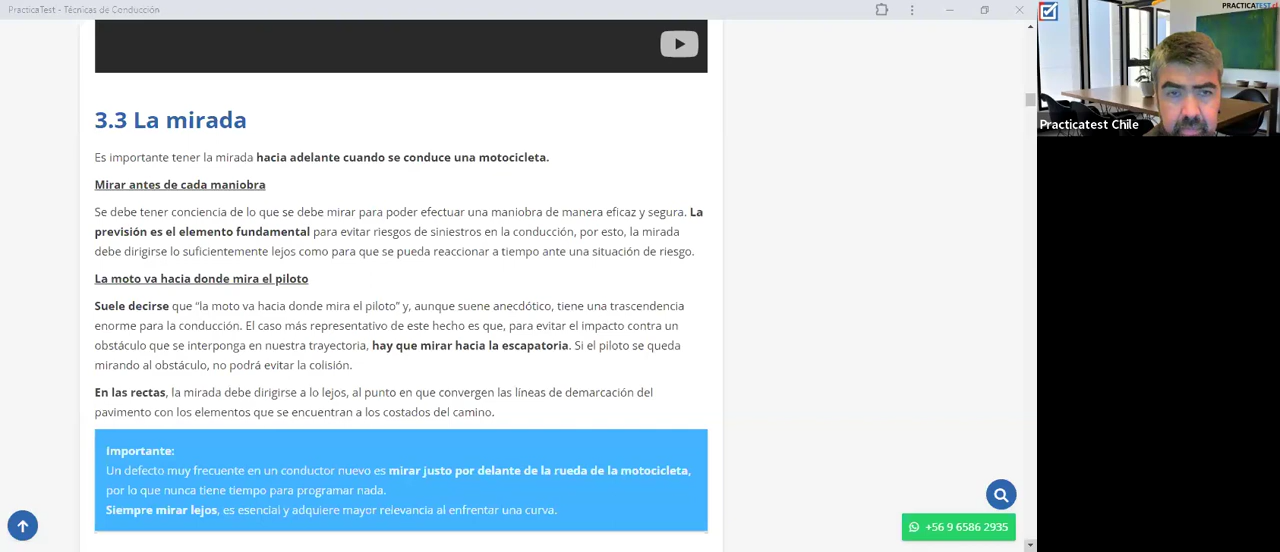 PracticaTest - Técnicas de Conducción
PRACTICATEST.cl
Practicatest Chile
3.3 La mirada
Es importante tener la mirada hacia adelante cuando se conduce una motocicleta.
Mirar antes de cada maniobra
Se debe tener conciencia de lo que se debe mirar para poder efectuar una maniobra de manera eficaz y segura. La
previsión es el elemento fundamental para evitar riesgos de siniestros en la conducción, por esto, la mirada
debe dirigirse lo suficientemente lejos como para que se pueda reaccionar a tiempo ante una situación de riesgo.
La moto va hacia donde mira el piloto
Suele decirse que “la moto va hacia donde mira el piloto” y, aunque suene anecdótico, tiene una trascendencia
enorme para la conducción. El caso más representativo de este hecho es que, para evitar el impacto contra un
obstáculo que se interponga en nuestra trayectoria, hay que mirar hacia la escapatoria. Si el piloto se queda
mirando al obstáculo, no podrá evitar la colisión.
En las rectas, la mirada debe dirigirse a lo lejos, al punto en que convergen las líneas de demarcación del
pavimento con los elementos que se encuentran a los costados del camino.
Importante:
Un defecto muy frecuente en un conductor nuevo es mirar justo por delante de la rueda de la motocicleta,
por lo que nunca tiene tiempo para programar nada.
Siempre mirar lejos, es esencial y adquiere mayor relevancia al enfrentar una curva.
+56 9 6586 2935